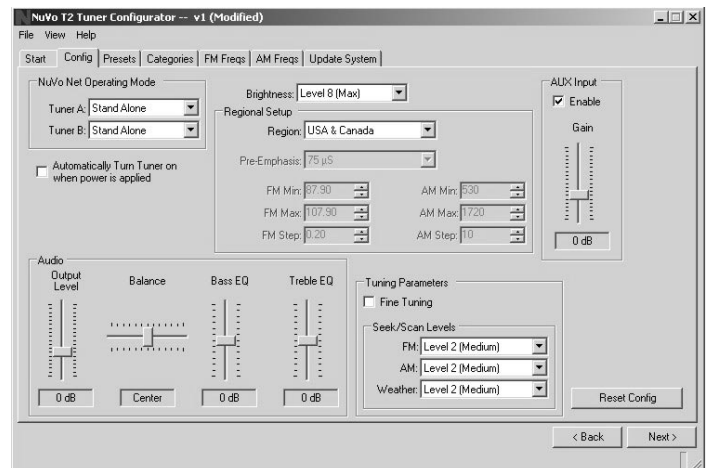 NuVo T2 Tuner Configurator -- v1 (Modified)
File View Help
Start Config Presets Categories FM Freqs AM Freqs Update System
NuVo Net Operating Mode
Tuner A: Stand Alone
Tuner B: Stand Alone
Automatically Turn Tuner on
when power is applied
Brightness: Level 8 (Max)
Regional Setup
Region: USA & Canada
Pre-Emphasis: 75 µS
FM Min: 87.90 AM Min: 530
FM Max: 107.90 AM Max: 1720
FM Step: 0.20 AM Step: 10
AUX Input
Enable
Gain
0 dB
Audio
Output
Level
Balance Bass EQ Treble EQ
0 dB Center 0 dB 0 dB
Tuning Parameters
Fine Tuning
Seek/Scan Levels
FM: Level 2 (Medium)
AM: Level 2 (Medium)
Weather: Level 2 (Medium)
Reset Config
< Back Next >